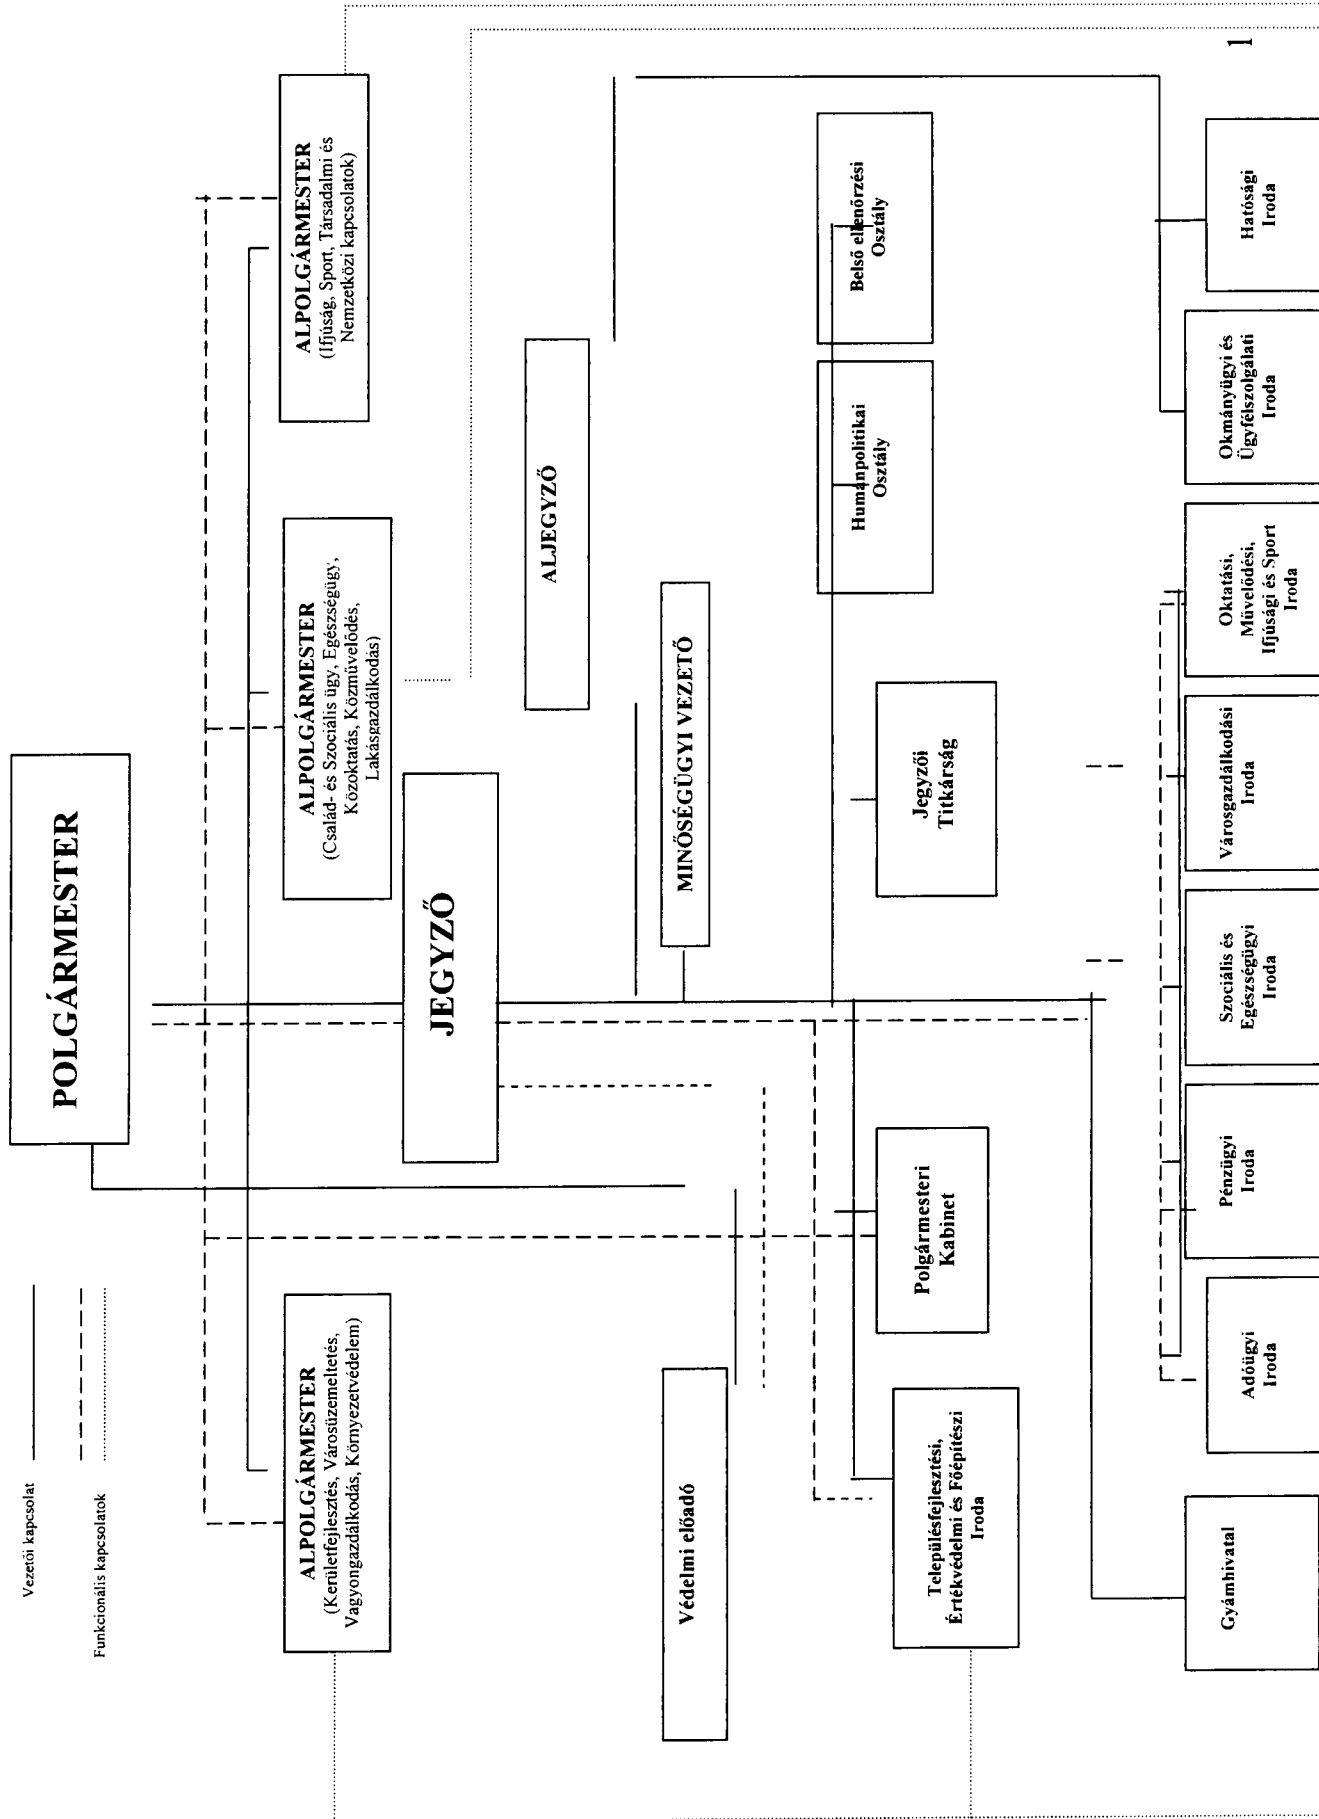 Vezetői kapcsolat
Funkcionális kapcsolatok
POLGÁRMESTER
ALPOLGÁRMESTER
(Kerületfejlesztés, Városüzemeltetés,
Vagyongazdálkodás, Környezetvédelem)
ALPOLGÁRMESTER
(Család- és Szociális ügy, Egészségügy,
Közoktatás, Közművelődés,
Lakásgazdálkodás)
ALPOLGÁRMESTER
(Ifjúság, Sport, Társadalmi és
Nemzetközi kapcsolatok)
JEGYZŐ
ALJEGYZŐ
Védelmi előadó
MINŐSÉGÜGYI VEZETŐ
Településfejlesztési,
Értékvédelmi és Főépítészi
Iroda
Polgármesteri
Kabinet
Jegyzői
Titkárság
Humánpolitikai
Osztály
Belső ellenőrzési
Osztály
Gyámhivatal
Adóügyi
Iroda
Pénzügyi
Iroda
Szociális és
Egészségügyi
Iroda
Városgazdálkodási
Iroda
Oktatási,
Művelődési,
Ifjúsági és Sport
Iroda
Okmányügyi és
Ügyfélszolgálati
Iroda
Hatósági
Iroda
1